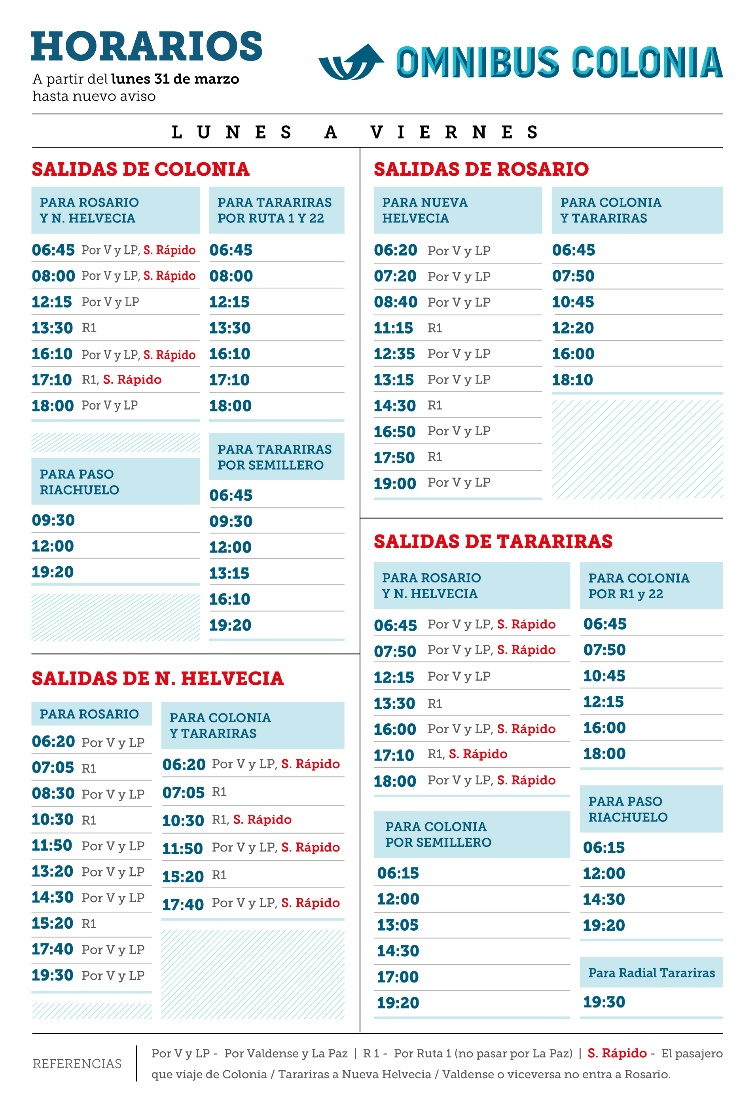 HORARIOS
A partir del lunes 31 de marzo
hasta nuevo aviso
OMNIBUS COLONIA
LUNES A VIERNES
SALIDAS DE COLONIA
PARA ROSARIO
Y N. HELVECIA
06:45 Por V y LP, S. Rápido
08:00 Por V y LP, S. Rápido
12:15 Por V y LP
13:30 R1
16:10 Por V y LP, S. Rápido
17:10 R1, S. Rápido
18:00 Por V y LP
PARA TARARIRAS
POR RUTA 1 Y 22
06:45
08:00
12:15
13:30
16:10
17:10
18:00
PARA PASO
RIACHUELO
09:30
12:00
19:20
PARA TARARIRAS
POR SEMILLERO
06:45
09:30
12:00
13:15
16:10
19:20
SALIDAS DE N. HELVECIA
PARA ROSARIO
06:20 Por V y LP
07:05 R1
08:30 Por V y LP
10:30 R1
11:50 Por V y LP
13:20 Por V y LP
14:30 Por V y LP
15:20 R1
17:40 Por V y LP
19:30 Por V y LP
PARA COLONIA
Y TARARIRAS
06:20 Por V y LP, S. Rápido
07:05 R1
10:30 R1, S. Rápido
11:50 Por V y LP, S. Rápido
15:20 R1
17:40 Por V y LP, S. Rápido
SALIDAS DE ROSARIO
PARA NUEVA
HELVECIA
06:20 Por V y LP
07:20 Por V y LP
08:40 Por V y LP
11:15 R1
12:35 Por V y LP
13:15 Por V y LP
14:30 R1
16:50 Por V y LP
17:50 R1
19:00 Por V y LP
PARA COLONIA
Y TARARIRAS
06:45
07:50
10:45
12:20
16:00
18:10
SALIDAS DE TARARIRAS
PARA ROSARIO
Y N. HELVECIA
06:45 Por V y LP, S. Rápido
07:50 Por V y LP, S. Rápido
12:15 Por V y LP
13:30 R1
16:00 Por V y LP, S. Rápido
17:10 R1, S. Rápido
18:00 Por V y LP, S. Rápido
PARA COLONIA
POR R1 y 22
06:45
07:50
10:45
12:15
16:00
18:00
PARA COLONIA
POR SEMILLERO
06:15
12:00
13:05
14:30
17:00
19:20
PARA PASO
RIACHUELO
06:15
12:00
14:30
19:20
Para Radial Tarariras
19:30
REFERENCIAS
Por V y LP - Por Valdense y La Paz | R 1 - Por Ruta 1 (no pasar por La Paz) | S. Rápido - El pasajero
que viaje de Colonia / Tarariras a Nueva Helvecia / Valdense o viceversa no entra a Rosario.